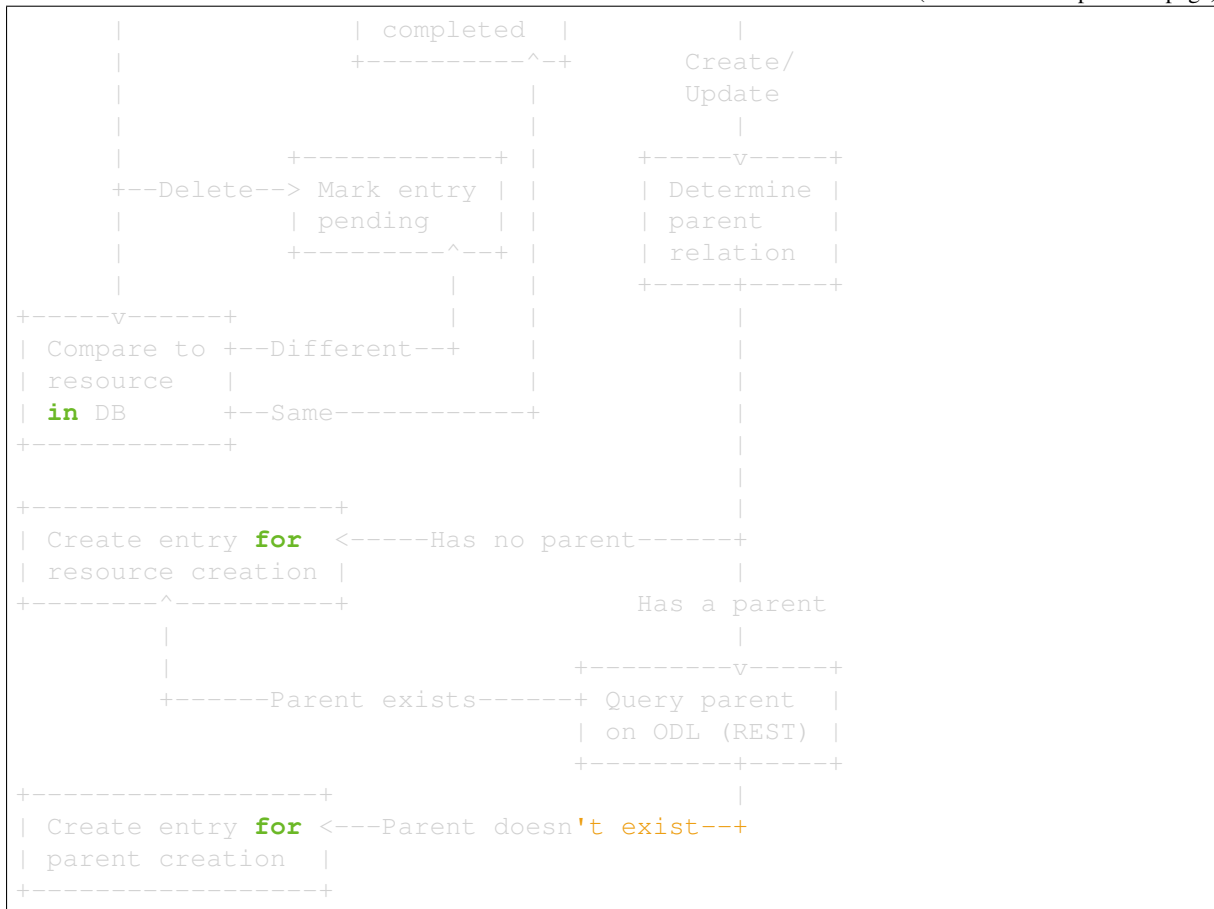 |               | completed  |              |
|               +----------^-+       Create/
|                          |         Update
|                          |            |
|          +------------+ |       +-----v-----+
+--Delete--> Mark entry | |       | Determine |
|          | pending    | |       | parent    |
|          +---------^--+ |       | relation  |
|                    |    |       +-----+-----+
+-----v------+             |    |            |
| Compare to +--Different--+    |            |
| resource   |                  |            |
| in DB      +--Same------------+            |
+------------+                               |
|
+-------------------+                        |
| Create entry for  <-----Has no parent------+
| resource creation |                        |
+--------^----------+                  Has a parent
|                                  |
|                        +---------v-----+
+------Parent exists------+ Query parent  |
| on ODL (REST) |
+---------+-----+
+------------------+                         |
| Create entry for <---Parent doesn't exist--+
| parent creation  |
+------------------+